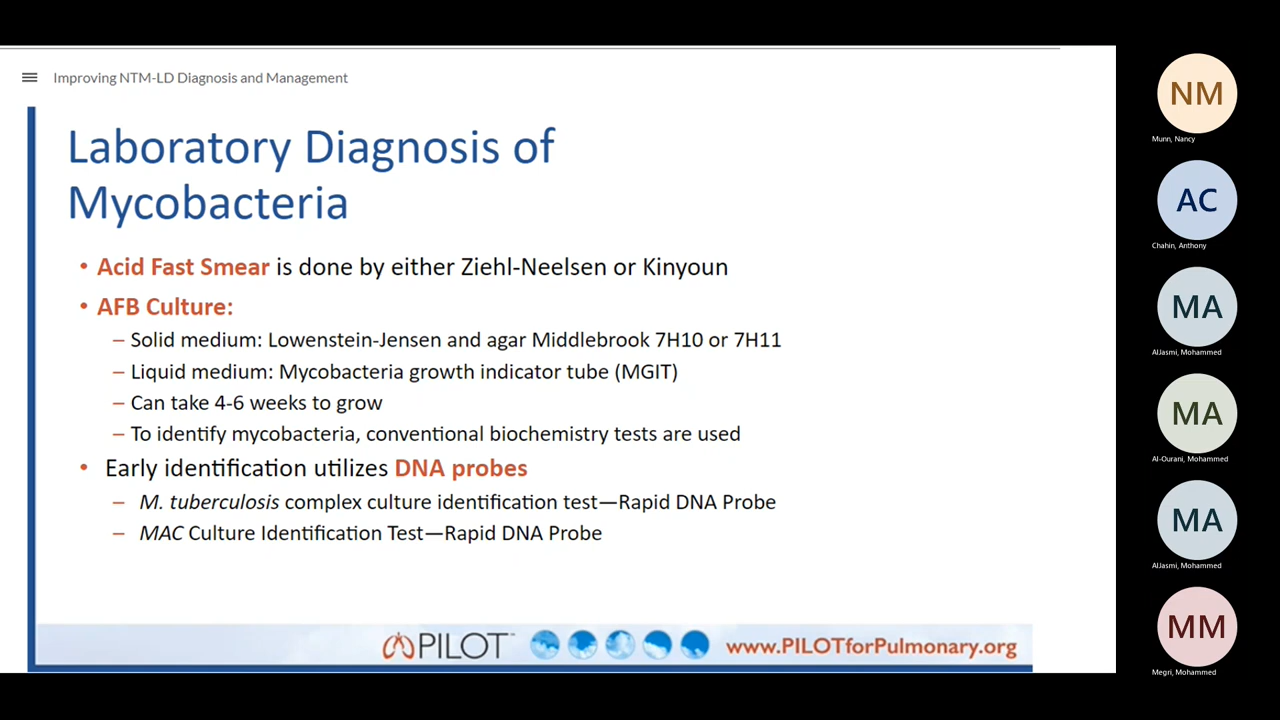 Improving NTM-LD Diagnosis and Management
Laboratory Diagnosis of
Mycobacteria
• Acid Fast Smear is done by either Ziehl-Neelsen or Kinyoun
• AFB Culture:
– Solid medium: Lowenstein-Jensen and agar Middlebrook 7H10 or 7H11
– Liquid medium: Mycobacteria growth indicator tube (MGIT)
– Can take 4-6 weeks to grow
– To identify mycobacteria, conventional biochemistry tests are used
• Early identification utilizes DNA probes
– M. tuberculosis complex culture identification test—Rapid DNA Probe
– MAC Culture Identification Test—Rapid DNA Probe
PILOT™
www.PILOTforPulmonary.org
NM
Munn, Nancy
AC
Chahin, Anthony
MA
AlJasmi, Mohammed
MA
Al-Ourani, Mohammed
MA
AlJasmi, Mohammed
MM
Megri, Mohammed